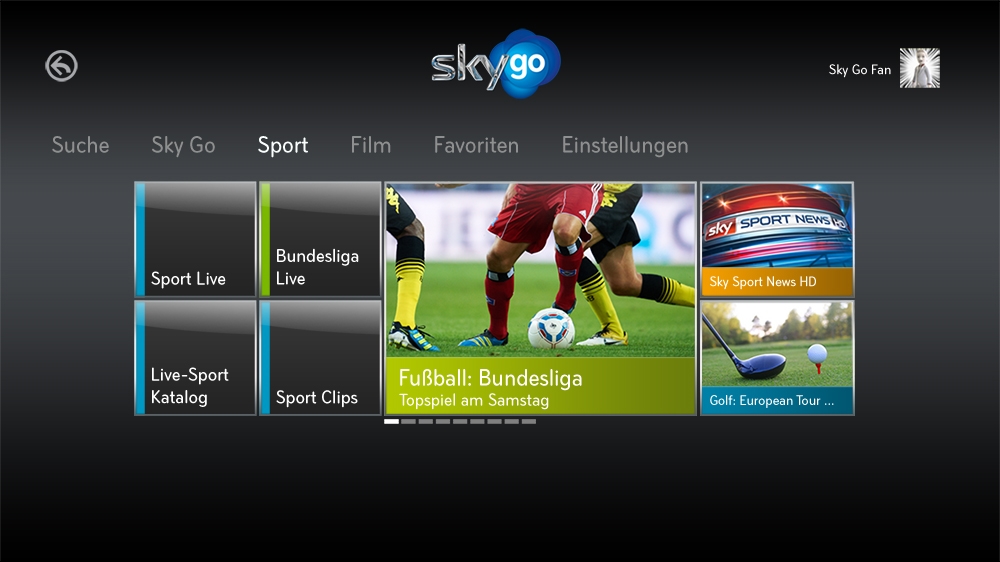 sky go
Sky Go Fan
Suche
Sky Go
Sport
Film
Favoriten
Einstellungen
Sport Live
Bundesliga
Live
Live-Sport
Katalog
Sport Clips
Fußball: Bundesliga
Topspiel am Samstag
sky SPORT NEWS HD
Sky Sport News HD
Golf: European Tour ...